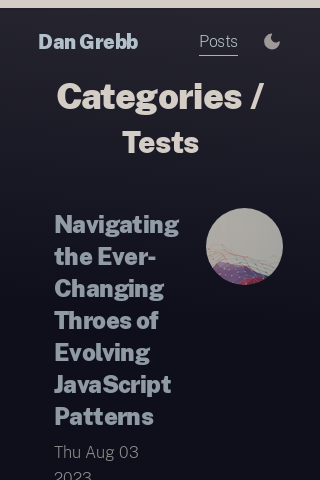 Dan Grebb Posts
Categories /
Tests
Navigating
the Ever-
Changing
Throes of
Evolving
JavaScript
Patterns
Thu Aug 03
2023